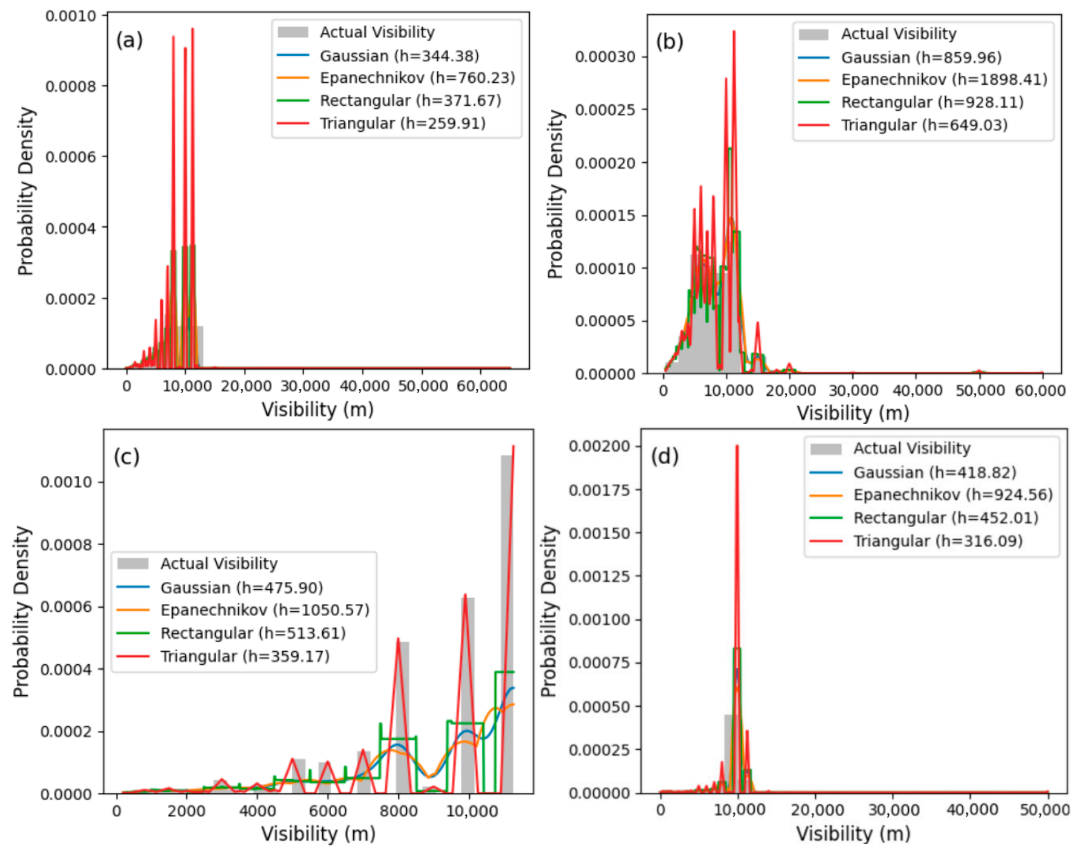 (a)
Actual Visibility
Gaussian (h=344.38)
Epanechnikov (h=760.23)
Rectangular (h=371.67)
Triangular (h=259.91)
0.0010
0.0008
0.0006
0.0004
0.0002
0.0000
Probability Density
0
10,000
20,000
30,000
40,000
50,000
60,000
Visibility (m)
(b)
Actual Visibility
Gaussian (h=859.96)
Epanechnikov (h=1898.41)
Rectangular (h=928.11)
Triangular (h=649.03)
0.00030
0.00025
0.00020
0.00015
0.00010
0.00005
0.00000
Probability Density
0
10,000
20,000
30,000
40,000
50,000
60,000
Visibility (m)
(c)
Actual Visibility
Gaussian (h=475.90)
Epanechnikov (h=1050.57)
Rectangular (h=513.61)
Triangular (h=359.17)
0.0010
0.0008
0.0006
0.0004
0.0002
0.0000
Probability Density
0
2000
4000
6000
8000
10,000
Visibility (m)
(d)
Actual Visibility
Gaussian (h=418.82)
Epanechnikov (h=924.56)
Rectangular (h=452.01)
Triangular (h=316.09)
0.00200
0.00175
0.00150
0.00125
0.00100
0.00075
0.00050
0.00025
0.00000
Probability Density
0
10,000
20,000
30,000
40,000
50,000
Visibility (m)